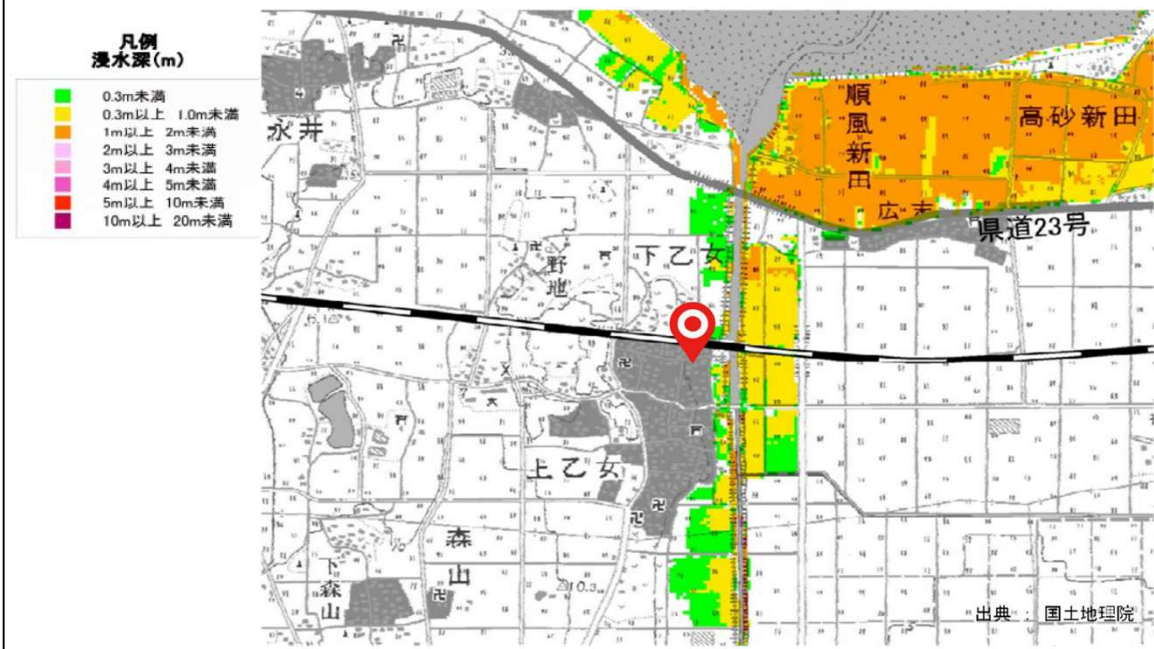 凡例
浸水深(m)
0.3m未満
0.3m以上 1.0m未満
1m以上 2m未満
2m以上 3m未満
3m以上 4m未満
4m以上 5m未満
5m以上 10m未満
10m以上 20m未満
永井
順風新田
高砂新田
広末
県道23号
野地
下乙女
上乙女
森山
下森山
10.3
出典 : 国土地理院